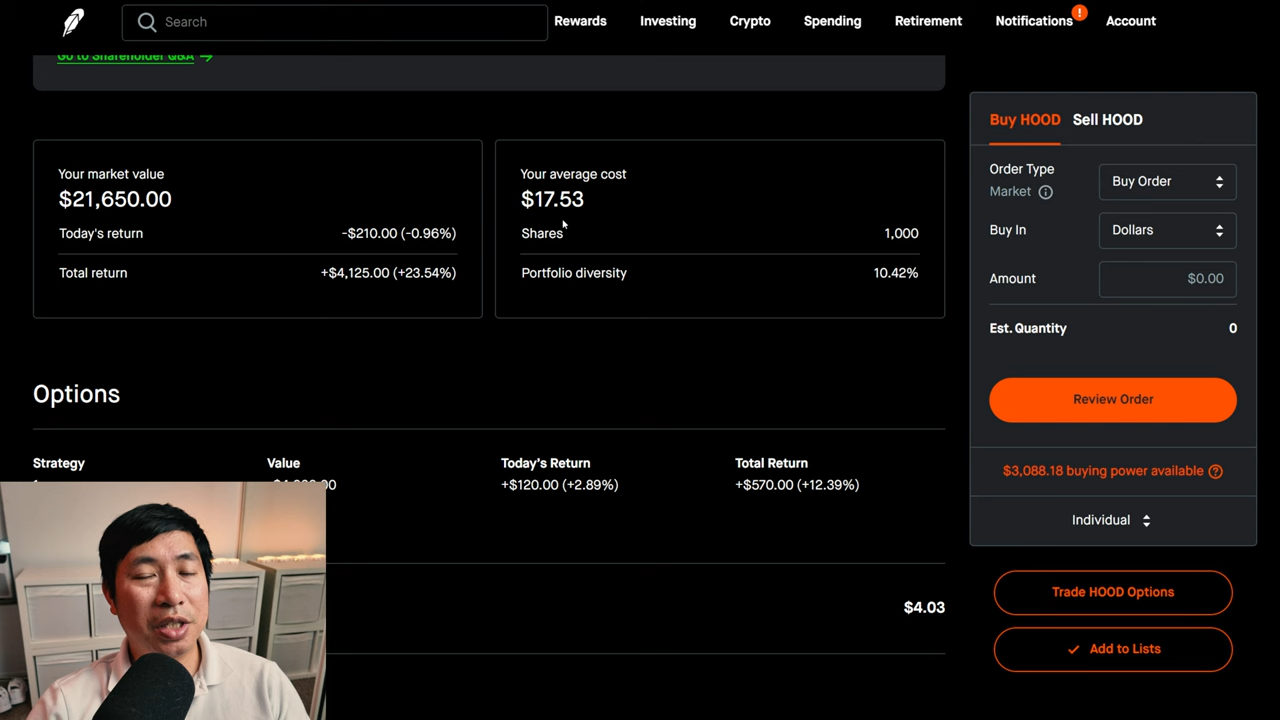 Search
Rewards
Investing
Crypto
Spending
Retirement
Notifications
!
Account
Go to Shareholder Q&A →
Your market value
$21,650.00
Today's return -$210.00 (-0.96%)
Total return +$4,125.00 (+23.54%)
Your average cost
$17.53
Shares 1,000
Portfolio diversity 10.42%
Options
Strategy Value Today's Return Total Return
+$120.00 (+2.89%) +$570.00 (+12.39%)
$4.03
Buy HOOD Sell HOOD
Order Type
Market
Buy Order
Buy In Dollars
Amount $0.00
Est. Quantity 0
Review Order
$3,088.18 buying power available
Individual
Trade HOOD Options
Add to Lists